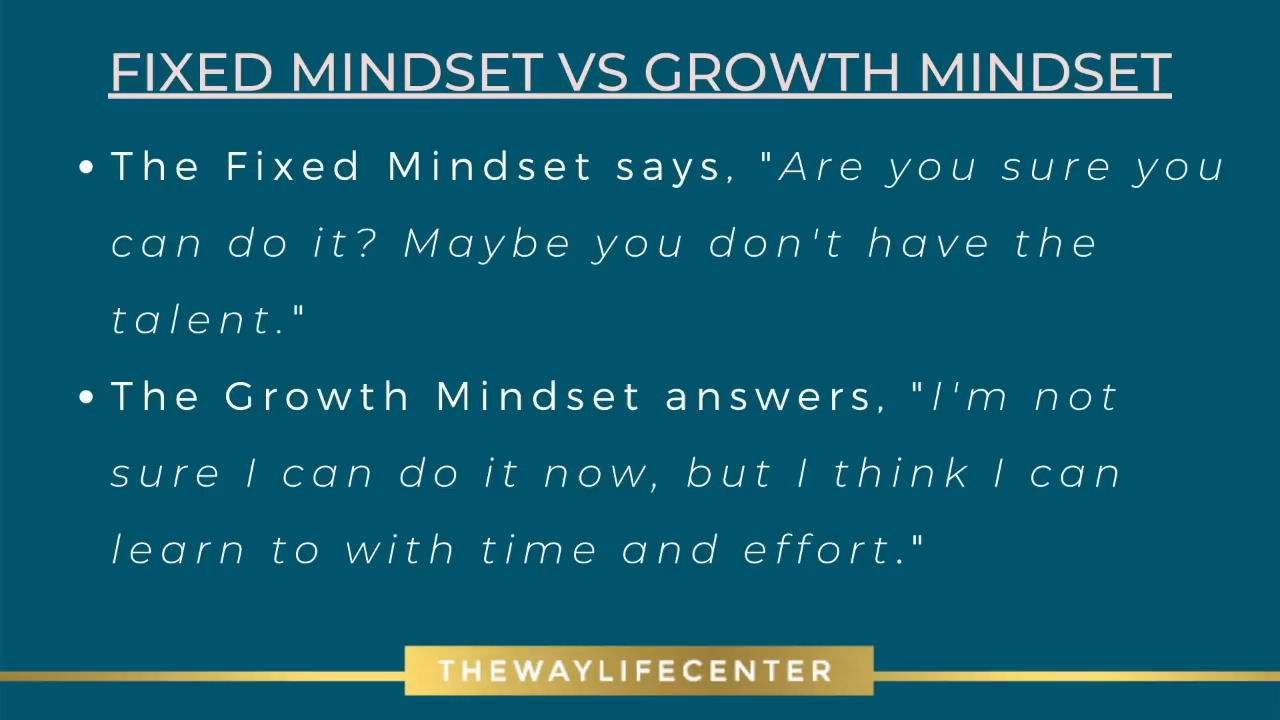 FIXED MINDSET VS GROWTH MINDSET
• The Fixed Mindset says, "Are you sure you
can do it? Maybe you don't have the
talent."
• The Growth Mindset answers, "I'm not
sure I can do it now, but I think I can
learn to with time and effort."
THEWAYLIFECENTER